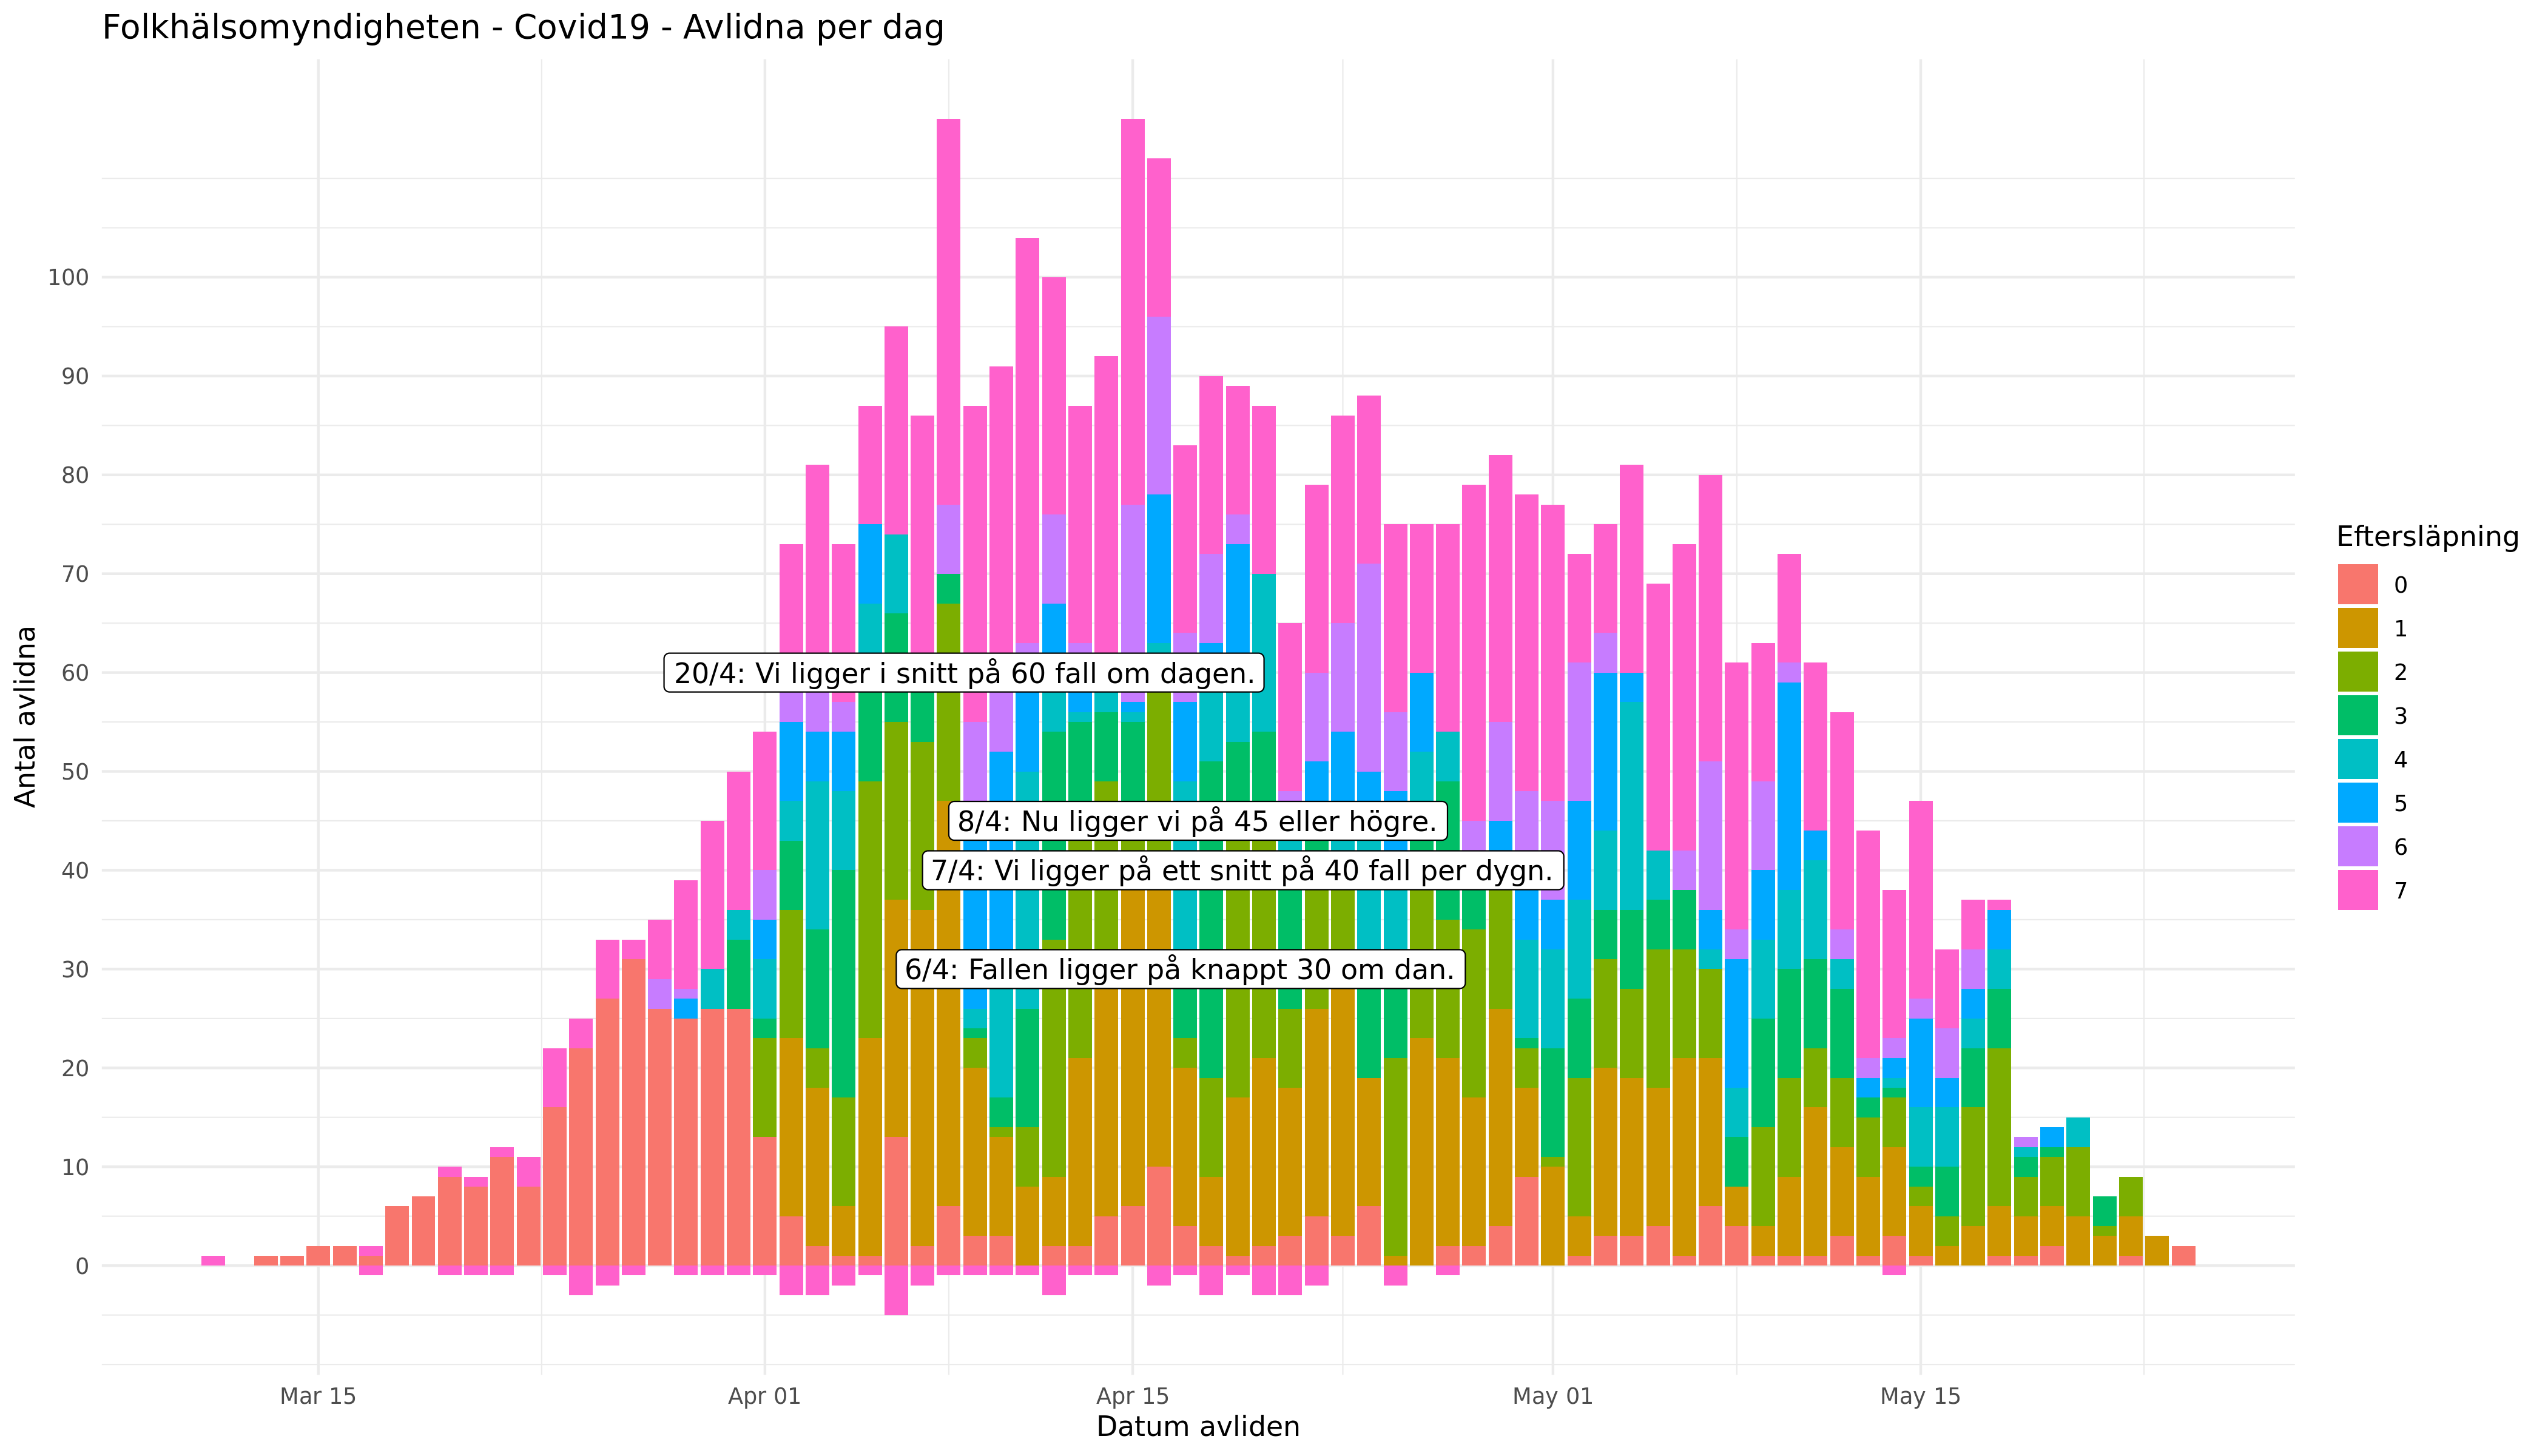 Folkhälsomyndigheten - Covid19 - Avlidna per dag
Antal avlidna
100
90
80
70
60
50
40
30
20
10
0
20/4: Vi ligger i snitt på 60 fall om dagen.
8/4: Nu ligger vi på 45 eller högre.
7/4: Vi ligger på ett snitt på 40 fall per dygn.
6/4: Fallen ligger på knappt 30 om dan.
Mar 15
Apr 01
Apr 15
May 01
May 15
Datum avliden
Eftersläpning
0
1
2
3
4
5
6
7